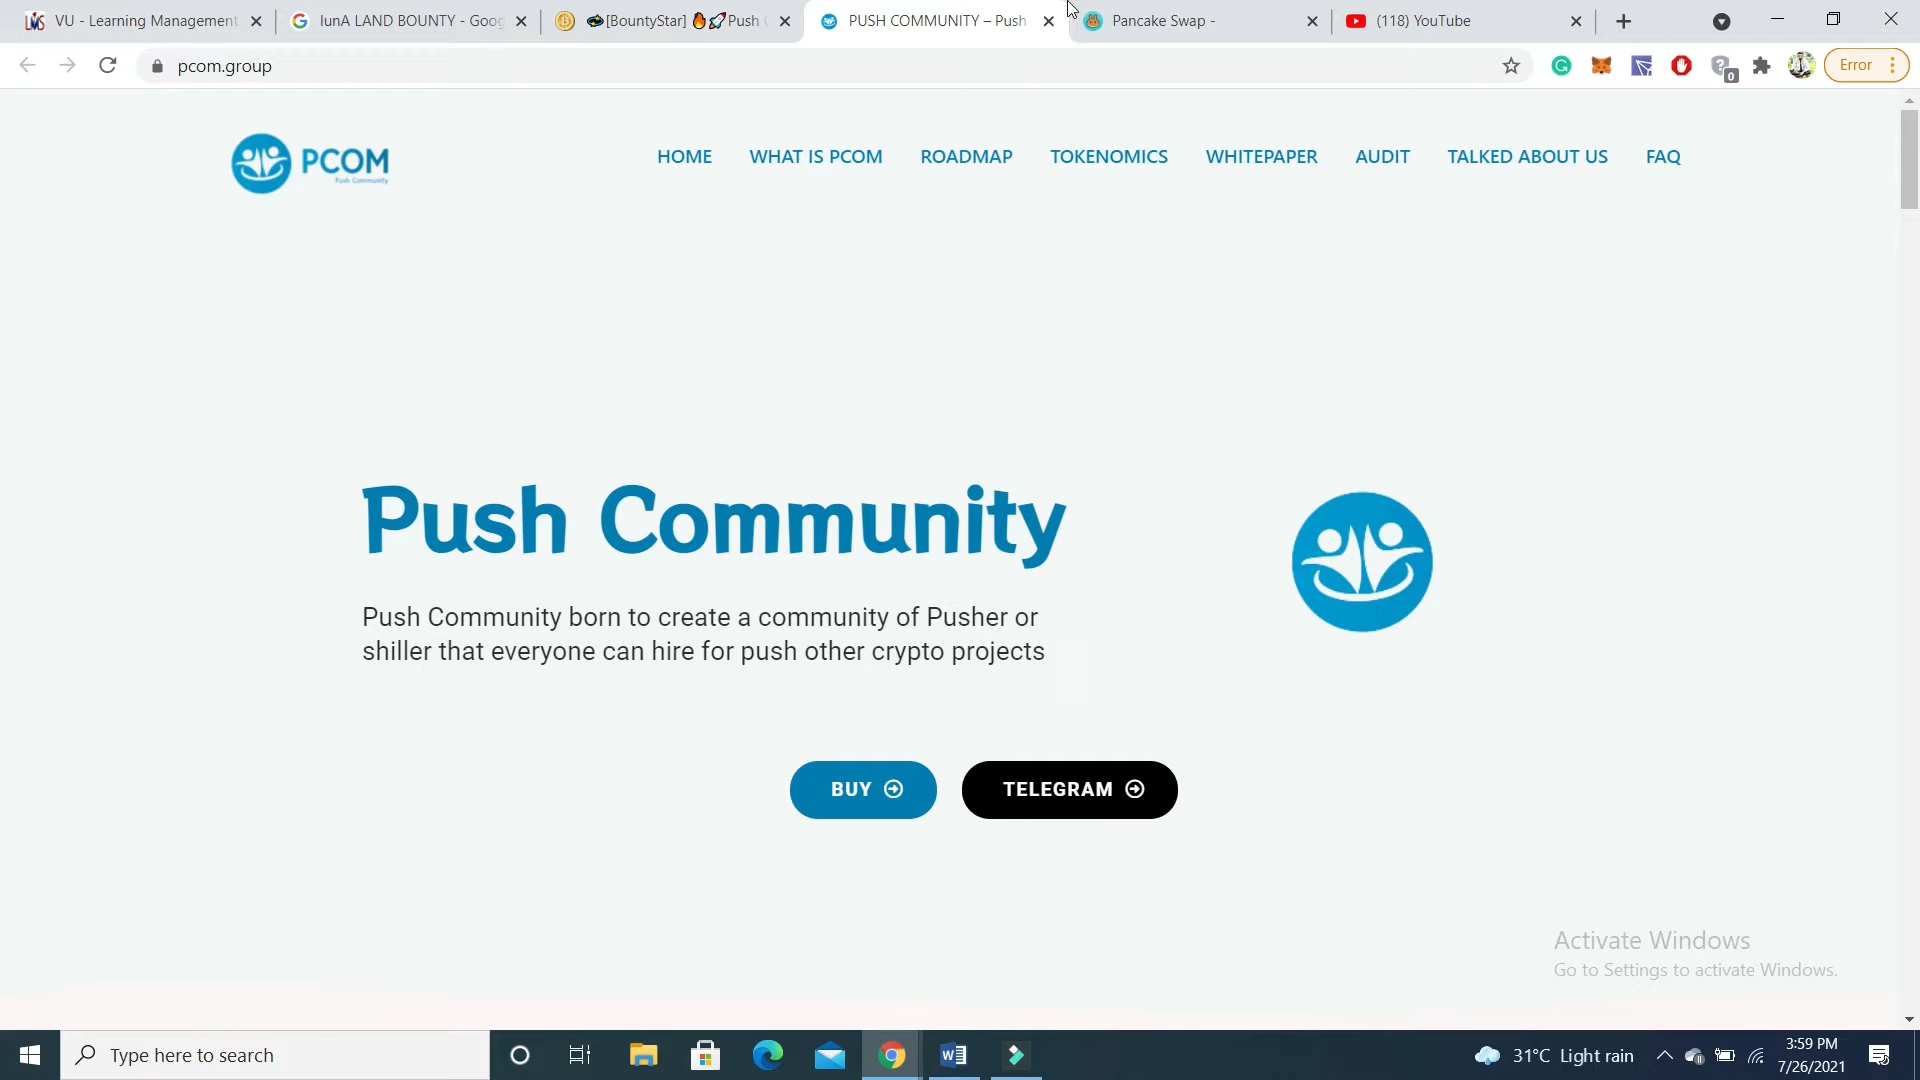 VU - Learning Management
lunA LAND BOUNTY - Goog
[BountyStar] Push
PUSH COMMUNITY – Push
Pancake Swap -
(118) YouTube
pcom.group
0
Error
PCOM
Push Community
HOME
WHAT IS PCOM
ROADMAP
TOKENOMICS
WHITEPAPER
AUDIT
TALKED ABOUT US
FAQ
Push Community
Push Community born to create a community of Pusher or
shiller that everyone can hire for push other crypto projects
BUY
TELEGRAM
Activate Windows
Go to Settings to activate Windows.
Type here to search
31°C Light rain
3:59 PM
7/26/2021